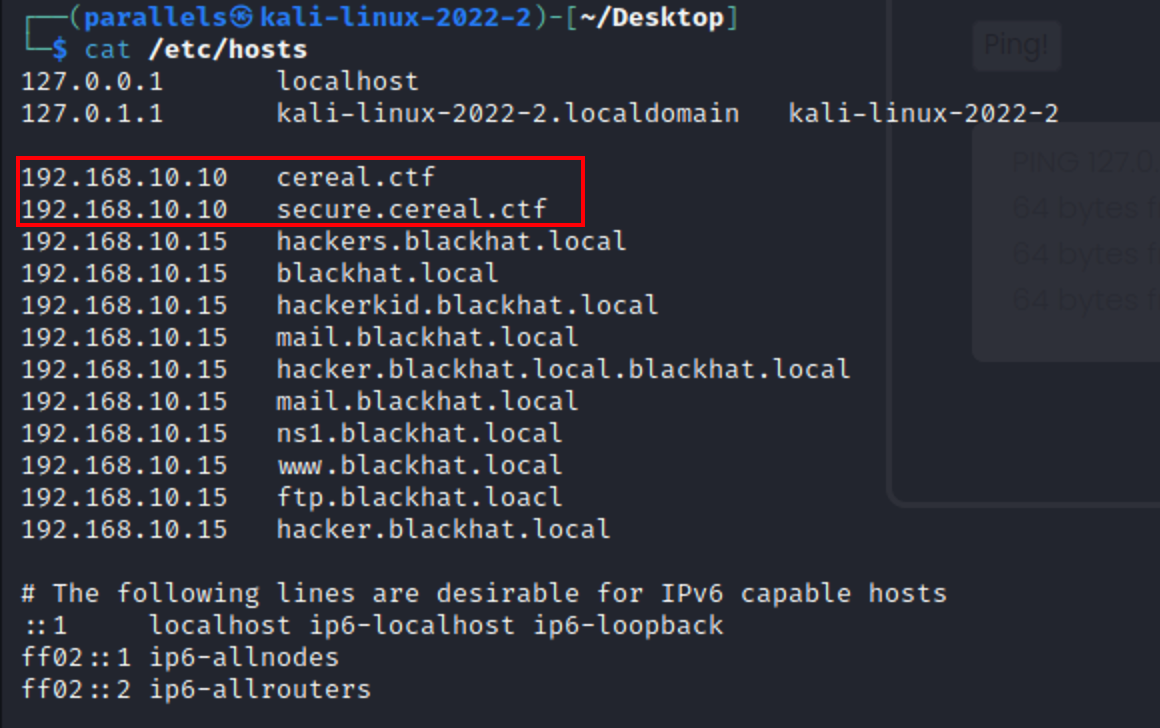 ┌──(parallels㉿kali-linux-2022-2)-[~/Desktop]
└─$ cat /etc/hosts
127.0.0.1       localhost
127.0.1.1       kali-linux-2022-2.localdomain   kali-linux-2022-2
192.168.10.10   cereal.ctf
192.168.10.10   secure.cereal.ctf
192.168.10.15   hackers.blackhat.local
192.168.10.15   blackhat.local
192.168.10.15   hackerkid.blackhat.local
192.168.10.15   mail.blackhat.local
192.168.10.15   hacker.blackhat.local.blackhat.local
192.168.10.15   mail.blackhat.local
192.168.10.15   ns1.blackhat.local
192.168.10.15   www.blackhat.local
192.168.10.15   ftp.blackhat.loacl
192.168.10.15   hacker.blackhat.local
# The following lines are desirable for IPv6 capable hosts
::1     localhost ip6-localhost ip6-loopback
ff02::1 ip6-allnodes
ff02::2 ip6-allrouters
Ping!
PING 127.0
64 bytes f
64 bytes f
64 bytes f